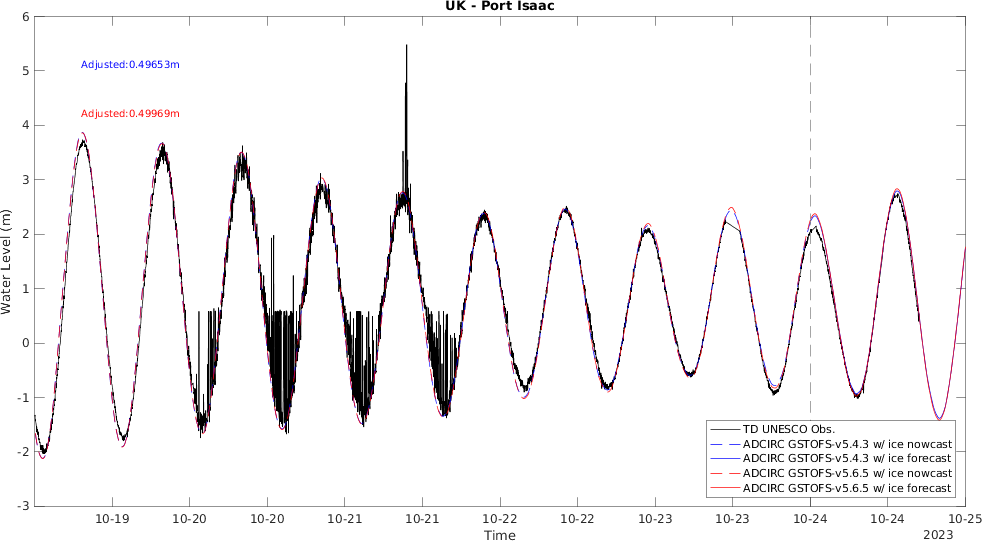 UK - Port Isaac
6
5
4
3
2
1
0
-1
-2
-3
Water Level (m)
Adjusted:0.49653m
Adjusted:0.49969m
TD UNESCO Obs.
ADCIRC GSTOFS-v5.4.3 w/ ice nowcast
ADCIRC GSTOFS-v5.4.3 w/ ice forecast
ADCIRC GSTOFS-v5.6.5 w/ ice nowcast
ADCIRC GSTOFS-v5.6.5 w/ ice forecast
10-19 10-20 10-20 10-21 10-21 10-22 10-22 10-23 10-23 10-24 10-24 10-25
Time
2023